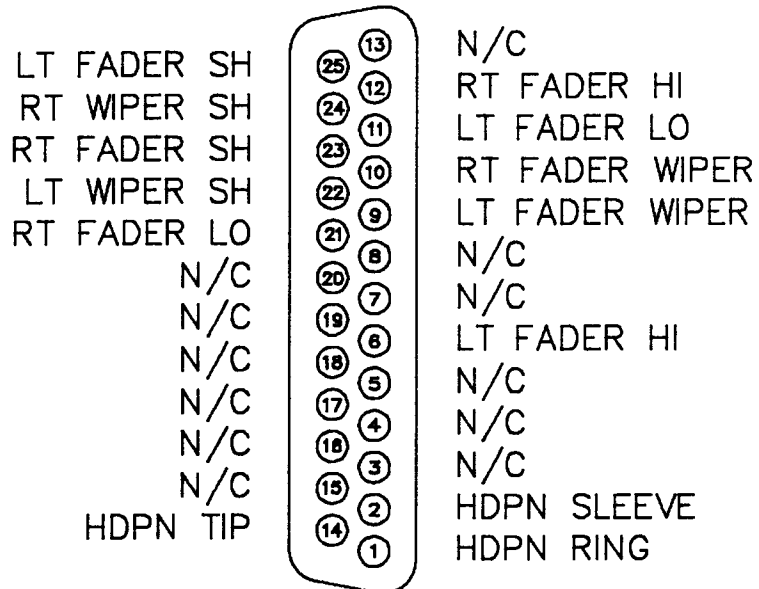 LT FADER SH
RT WIPER SH
RT FADER SH
LT WIPER SH
RT FADER LO
N/C
N/C
N/C
N/C
N/C
N/C
HDPN TIP
25
24
23
22
21
20
19
18
17
16
15
14
13
12
11
10
9
8
7
6
5
4
3
2
1
N/C
RT FADER HI
LT FADER LO
RT FADER WIPER
LT FADER WIPER
N/C
N/C
LT FADER HI
N/C
N/C
N/C
HDPN SLEEVE
HDPN RING